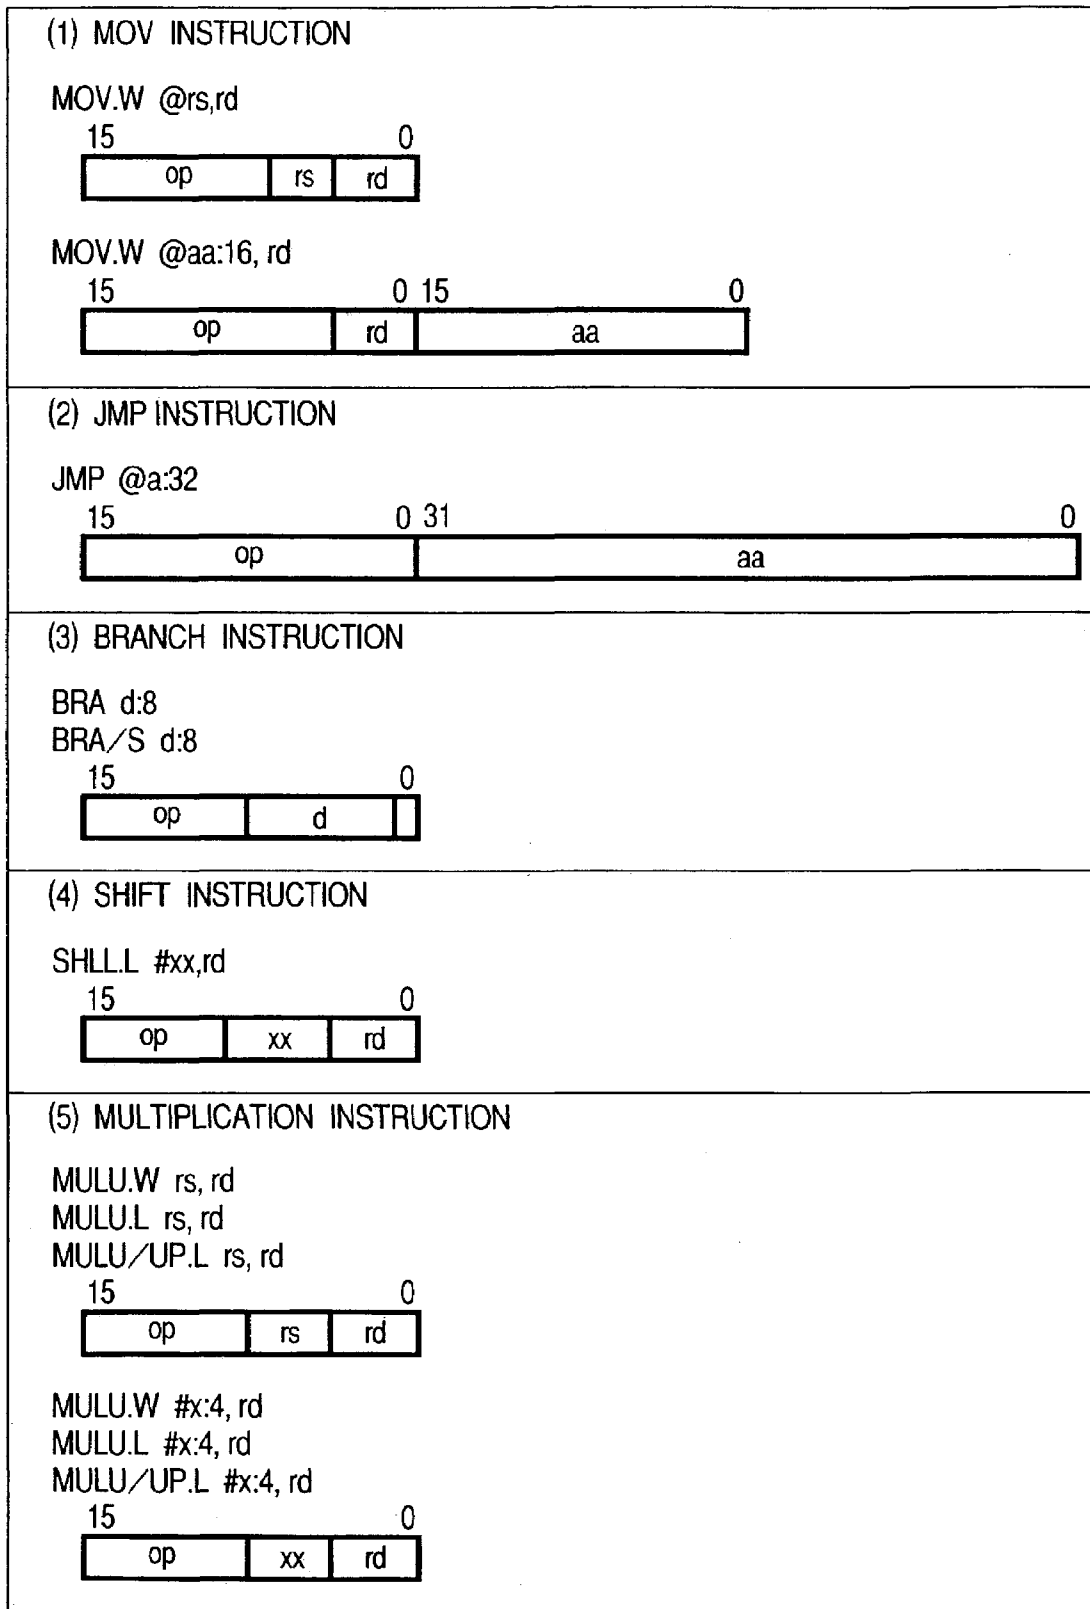 (1) MOV INSTRUCTION
MOV.W @rs,rd
15 0
op rs rd
MOV.W @aa:16, rd
15 0 15 0
op rd aa
(2) JMP INSTRUCTION
JMP @a:32
15 0 31 0
op aa
(3) BRANCH INSTRUCTION
BRA d:8
BRA/S d:8
15 0
op d
(4) SHIFT INSTRUCTION
SHLL.L #xx,rd
15 0
op xx rd
(5) MULTIPLICATION INSTRUCTION
MULU.W rs, rd
MULU.L rs, rd
MULU/UP.L rs, rd
15 0
op rs rd
MULU.W #x:4, rd
MULU.L #x:4, rd
MULU/UP.L #x:4, rd
15 0
op xx rd